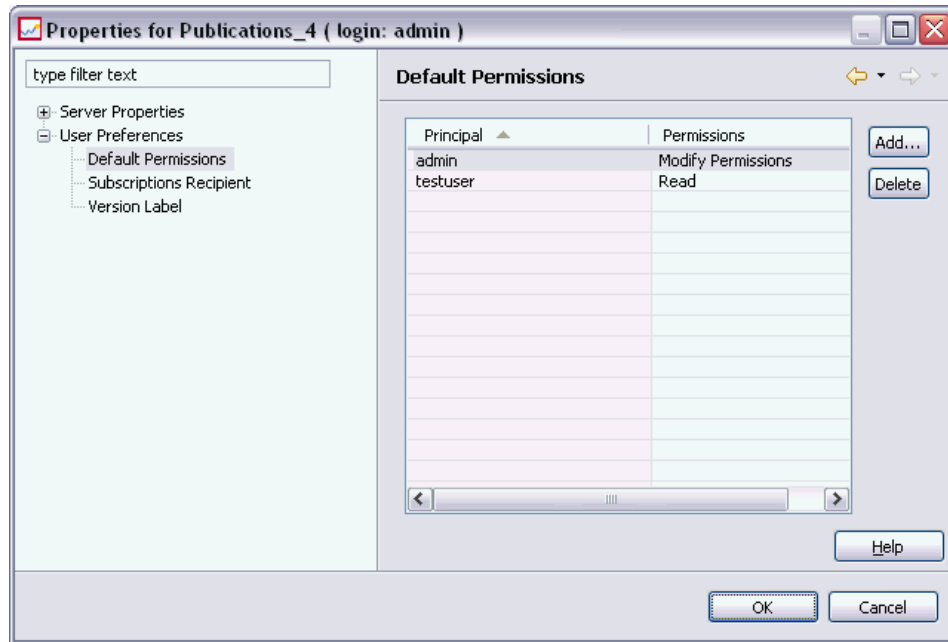 Properties for Publications_4 ( login: admin )
type filter text
Server Properties
User Preferences
Default Permissions
Subscriptions Recipient
Version Label
Default Permissions
Principal Permissions
admin Modify Permissions
testuser Read
Add...
Delete
Help
OK Cancel